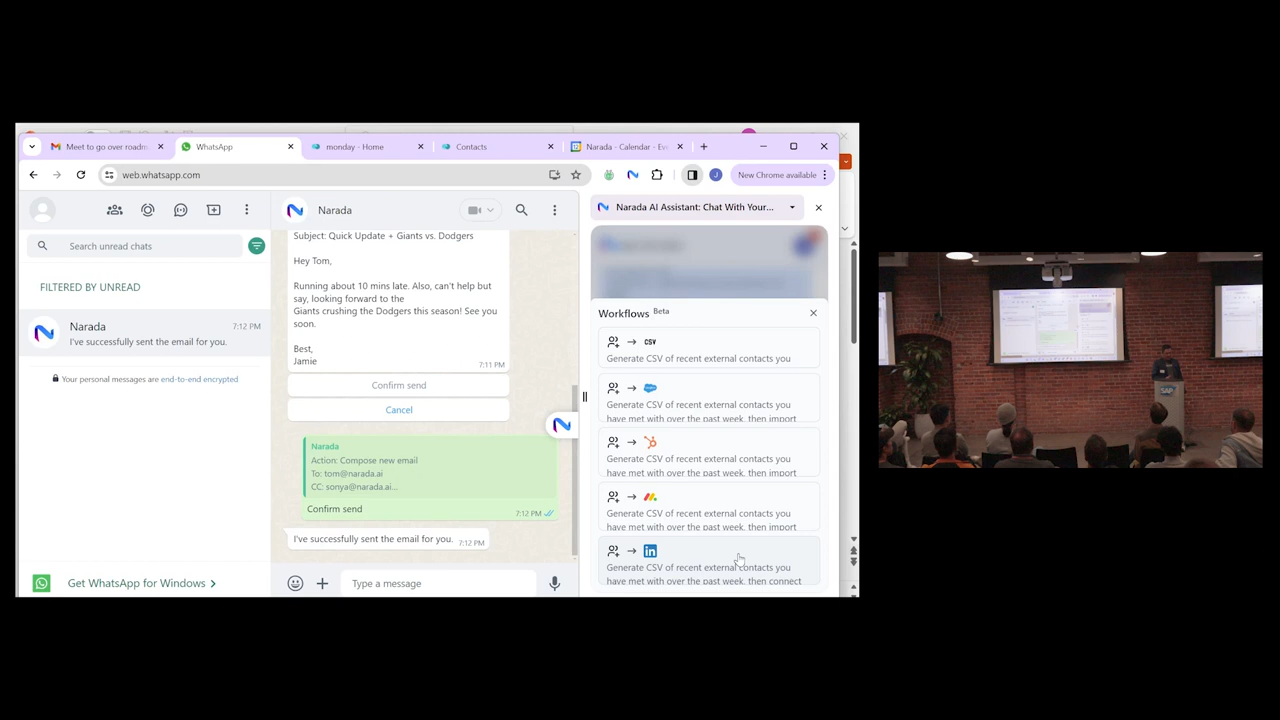 Meet to go over roadm
WhatsApp
monday - Home
Contacts
Narada - Calendar - Eve
web.whatsapp.com
J
New Chrome available
Narada
Narada AI Assistant: Chat With Your...
Search unread chats
FILTERED BY UNREAD
Narada
7:12 PM
I've successfully sent the email for you.
Your personal messages are end-to-end encrypted
Get WhatsApp for Windows
Subject: Quick Update + Giants vs. Dodgers
Hey Tom,
Running about 10 mins late. Also, can't help but
say, looking forward to the
Giants crushing the Dodgers this season! See you
soon.
Best,
Jamie
7:11 PM
Confirm send
Cancel
Narada
Action: Compose new email
To: tom@narada.ai
CC: sonya@narada.ai...
Confirm send
7:12 PM
I've successfully sent the email for you.
7:12 PM
Type a message
Workflows Beta
CSV
Generate CSV of recent external contacts you
Generate CSV of recent external contacts you
have met with over the past week, then import
Generate CSV of recent external contacts you
have met with over the past week, then import
Generate CSV of recent external contacts you
have met with over the past week, then import
in
Generate CSV of recent external contacts you
have met with over the past week, then connect
SAP